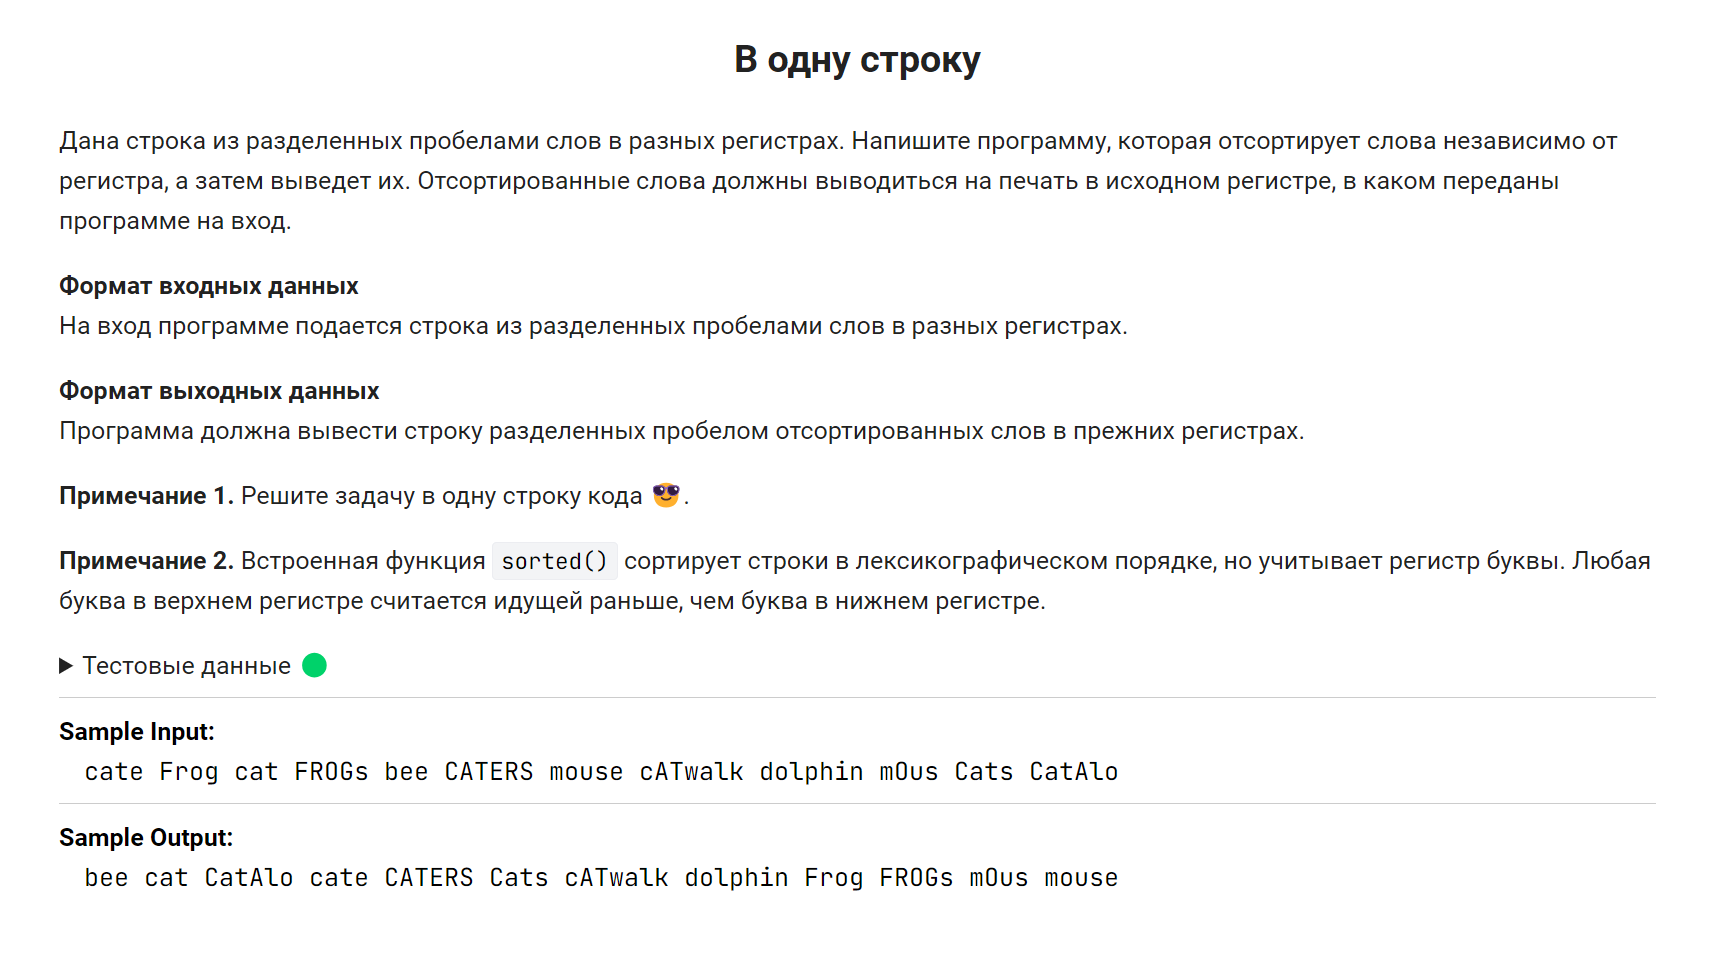 В одну строку
Дана строка из разделенных пробелами слов в разных регистрах. Напишите программу, которая отсортирует слова независимо от
регистра, а затем выведет их. Отсортированные слова должны выводиться на печать в исходном регистре, в каком переданы
программе на вход.
Формат входных данных
На вход программе подается строка из разделенных пробелами слов в разных регистрах.
Формат выходных данных
Программа должна вывести строку разделенных пробелом отсортированных слов в прежних регистрах.
Примечание 1. Решите задачу в одну строку кода 😎.
Примечание 2. Встроенная функция sorted() сортирует строки в лексикографическом порядке, но учитывает регистр буквы. Любая
буква в верхнем регистре считается идущей раньше, чем буква в нижнем регистре.
Тестовые данные
Sample Input:
cate Frog cat FROGs bee CATERS mouse cATwalk dolphin mOus Cats CatAlo
Sample Output:
bee cat CatAlo cate CATERS Cats cATwalk dolphin Frog FROGs mOus mouse